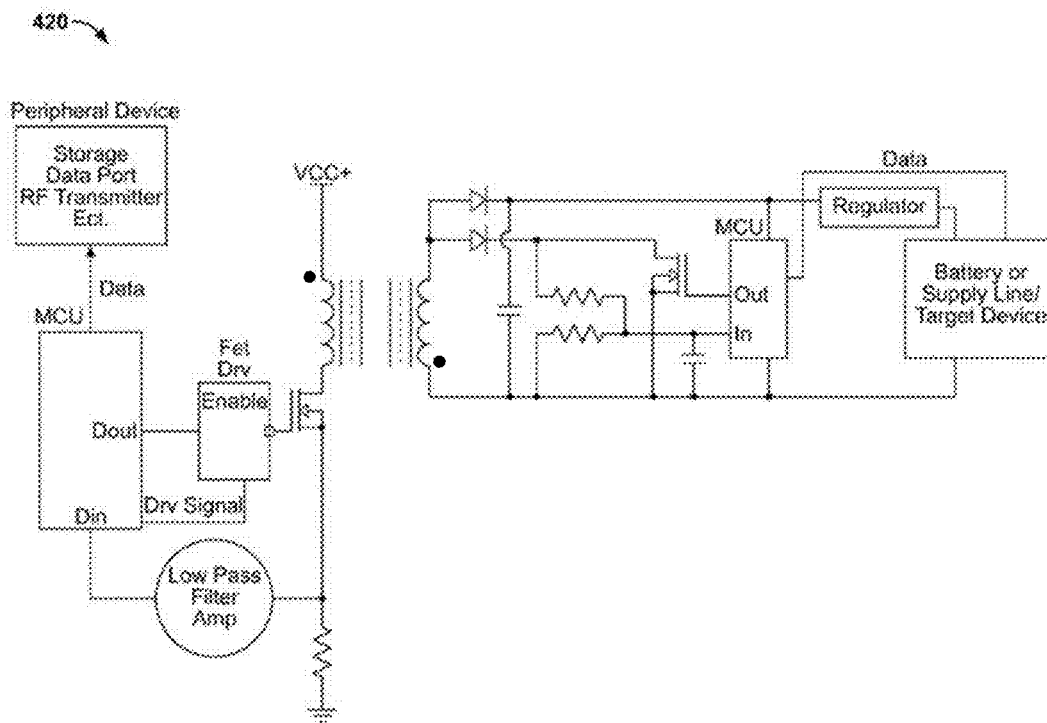 420
Peripheral Device
Storage
Data Port
RF Transmitter
Ect.
Data
MCU
Dout
Din
Drv Signal
Fet
Drv
Enable
Low Pass
Filter
Amp
VCC+
MCU
Out
In
Data
Regulator
Battery or
Supply Line/
Target Device